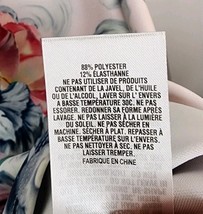 88% POLYESTER
12% ÉLASTHANNE
NE PAS UTILISER DE PRODUITS
CONTENANT DE LA JAVEL, DE L'HUILE
OU DE L'ALCOOL, LAVER SUR L' ENVERS
A BASSE TEMPÉRATURE 30C. NE PAS
ESSORER, REDONNER SA FORME APRÈS
LAVAGE. NE PAS LAISSER A LA LUMIÈRE
DU SOLEIL. NE PAS SÉCHER EN
MACHINE, SÉCHER A PLAT. REPASSER À
BASSE TEMPÉRATURE SUR L'ENVERS.
NE PAS NETTOYER A SEC. NE PAS
LAISSER TREMPER.
FABRIQUÉ EN CHINE